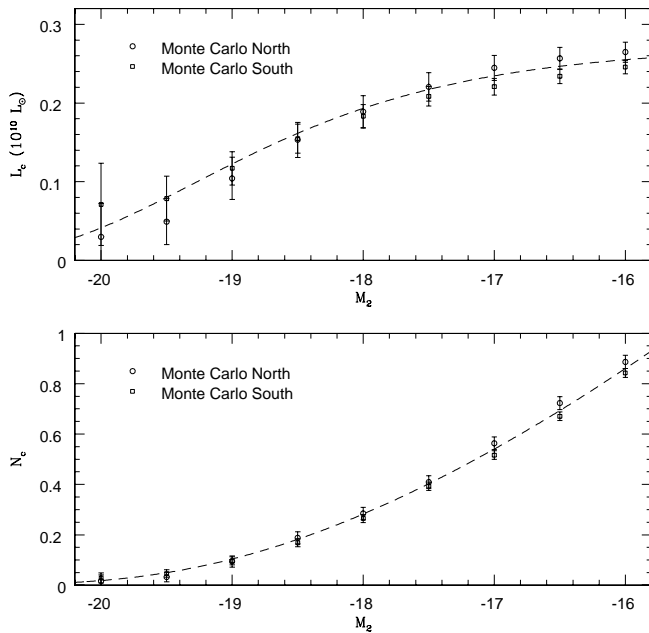 0.3
Monte Carlo North
Monte Carlo South
0.2
L_c (10^10 L_⊙)
0.1
0
-20 -19 -18 -17 -16
M_2
1
Monte Carlo North
0.8
Monte Carlo South
0.6
N_c
0.4
0.2
0
-20 -19 -18 -17 -16
M_2